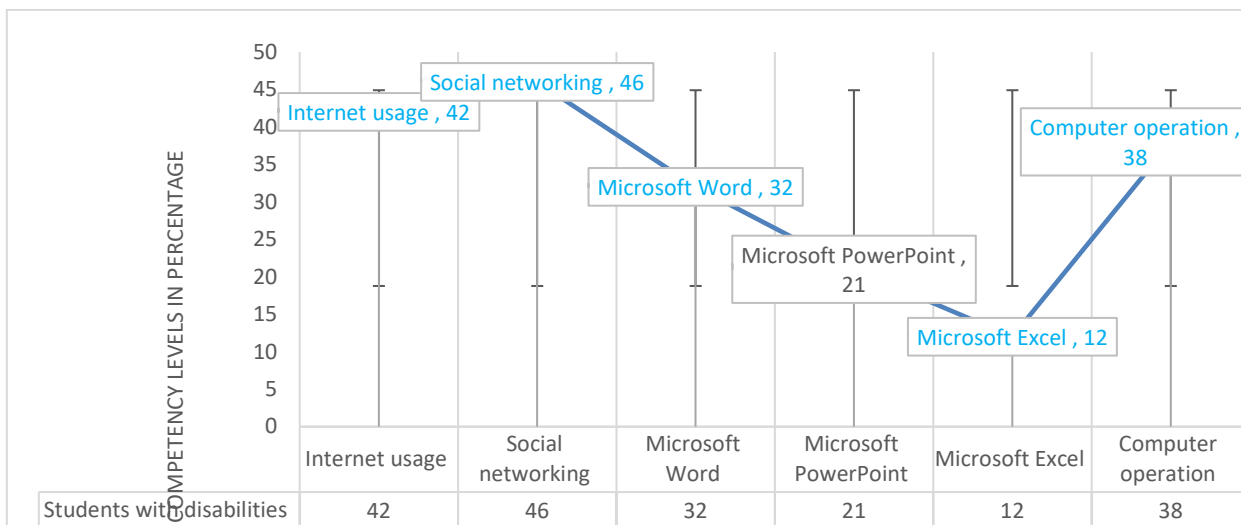 50
45
40
35
30
25
20
15
10
5
0
COMPETENCY LEVELS IN PERCENTAGE
Internet usage , 42
Social networking , 46
Microsoft Word , 32
Microsoft PowerPoint ,
21
Microsoft Excel , 12
Computer operation ,
38
Internet usage
Social
networking
Microsoft
Word
Microsoft
PowerPoint
Microsoft Excel
Computer
operation
Students with disabilities 42 46 32 21 12 38